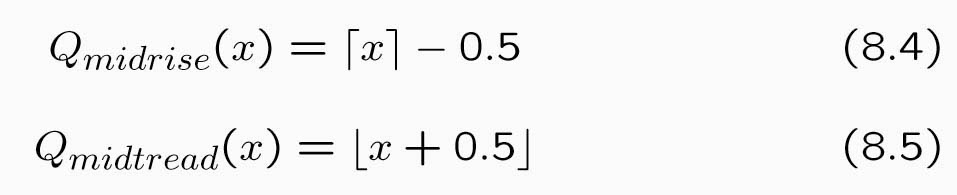 Q_{midrise}(x) = ⌈x⌉ − 0.5 (8.4)
Q_{midtread}(x) = ⌊x + 0.5⌋ (8.5)